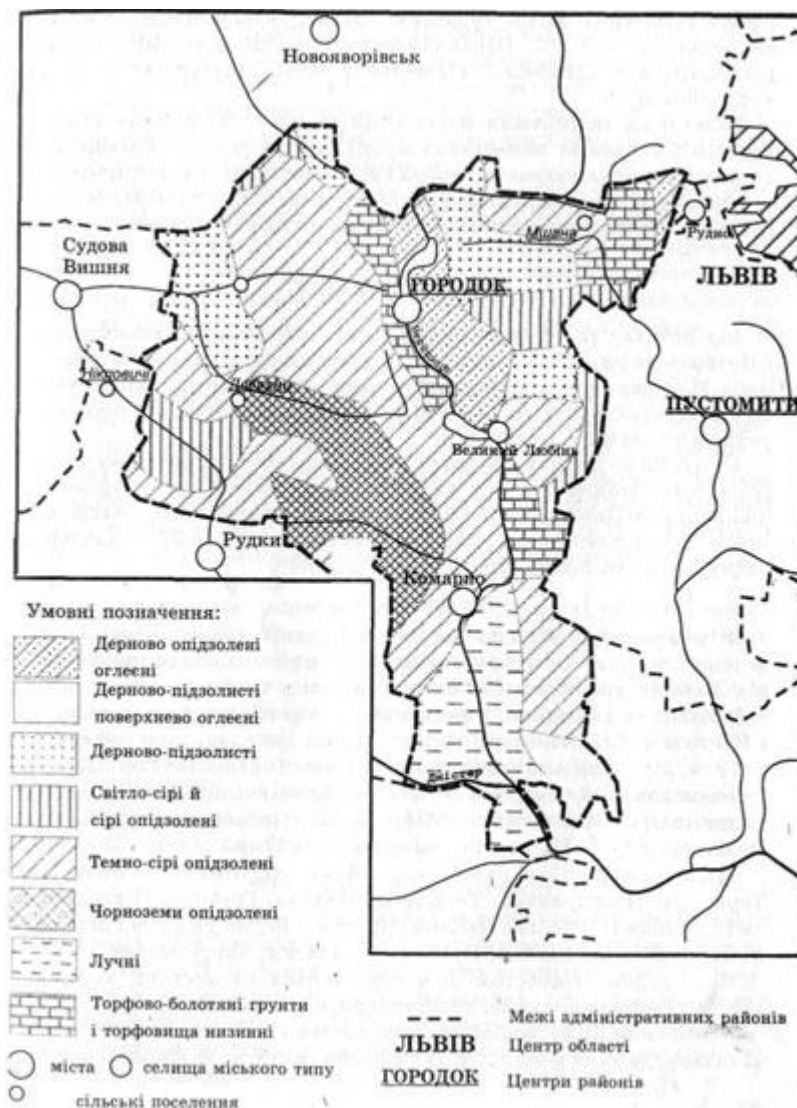 Новояворівськ
Судова
Вишня
Мшана
Рудно
ЛЬВІВ
ГОРОДОК
ПУСТОМИТИ
Великий Любінь
Рудки
Комарно
Дністер
Умовні позначення:
Дерново опідзолені
оглеєні
Дерново-підзолисті
поверхнево оглеєні
Дерново-підзолисті
Світло-сірі й
сірі опідзолені
Темно-сірі опідзолені
Чорноземи опідзолені
Лучні
Торфово-болотяні грунти
і торфовища низинні
міста
селища міського типу
сільські поселення
Межі адміністративних районів
ЛЬВІВ
Центр області
ГОРОДОК
Центри районів